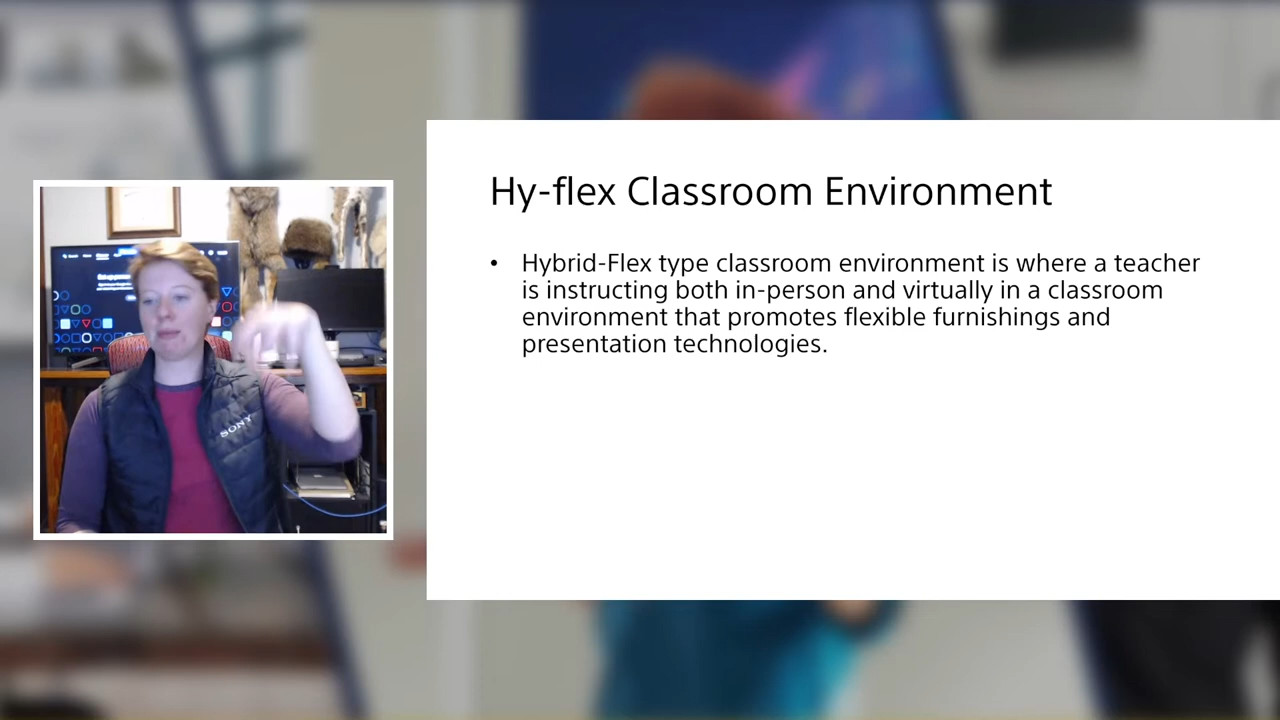 Hy-flex Classroom Environment
• Hybrid-Flex type classroom environment is where a teacher
is instructing both in-person and virtually in a classroom
environment that promotes flexible furnishings and
presentation technologies.
SONY